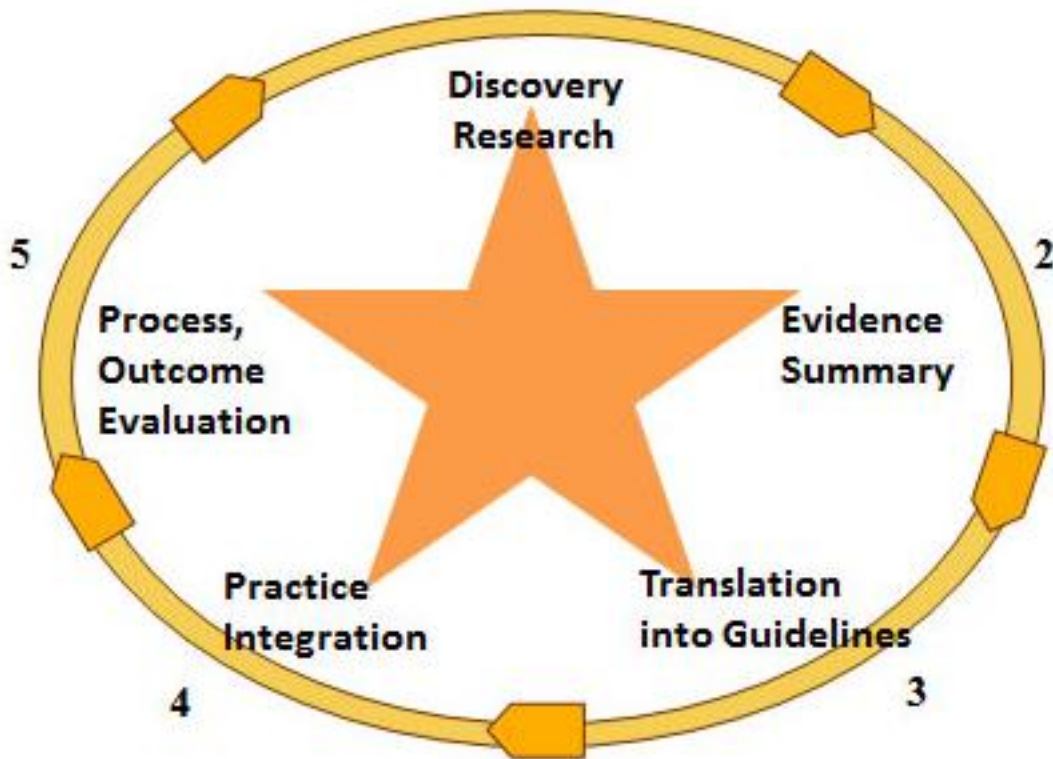 Discovery
Research
5
2
Process,
Outcome
Evaluation
Evidence
Summary
Practice
Integration
Translation
into Guidelines
4
3